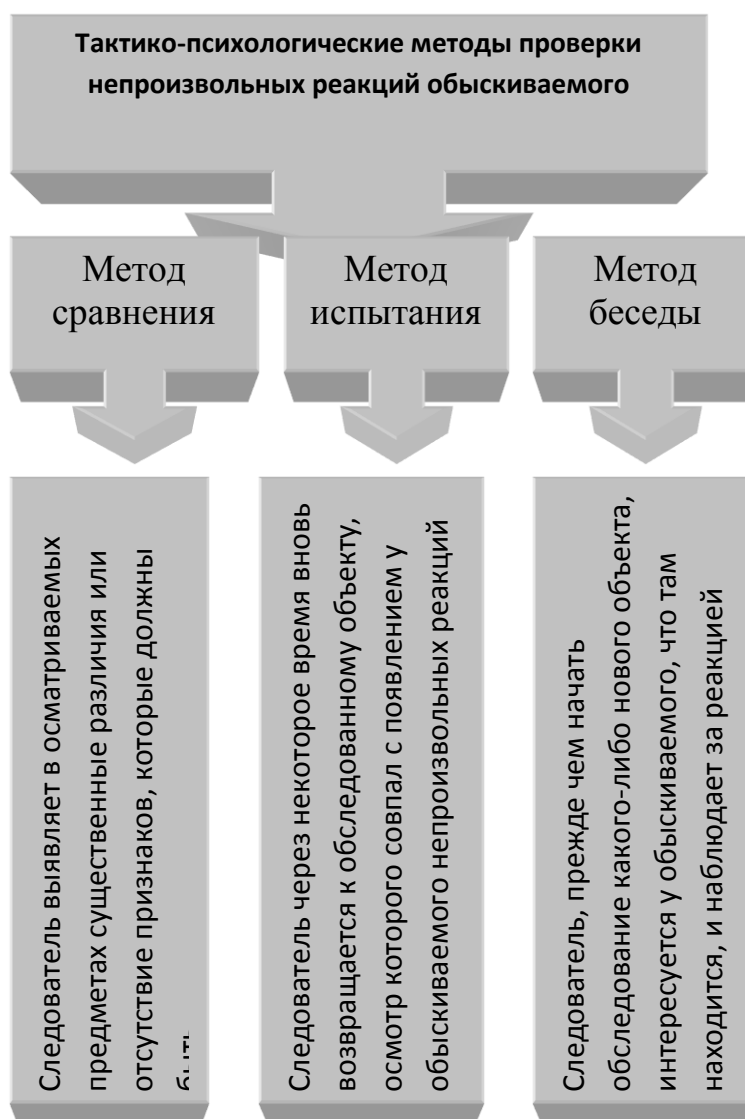 Тактико-психологические методы проверки
непроизвольных реакций обыскиваемого
Метод
сравнения
Метод
испытания
Метод
беседы
Следователь выявляет в осматриваемых
предметах существенные различия или
отсутствие признаков, которые должны
Следователь через некоторое время вновь
возвращается к обследованному объекту,
осмотр которого совпал с появлением у
обыскиваемого непроизвольных реакций
Следователь, прежде чем начать
обследование какого-либо нового объекта,
интересуется у обыскиваемого, что там
находится, и наблюдает за реакцией